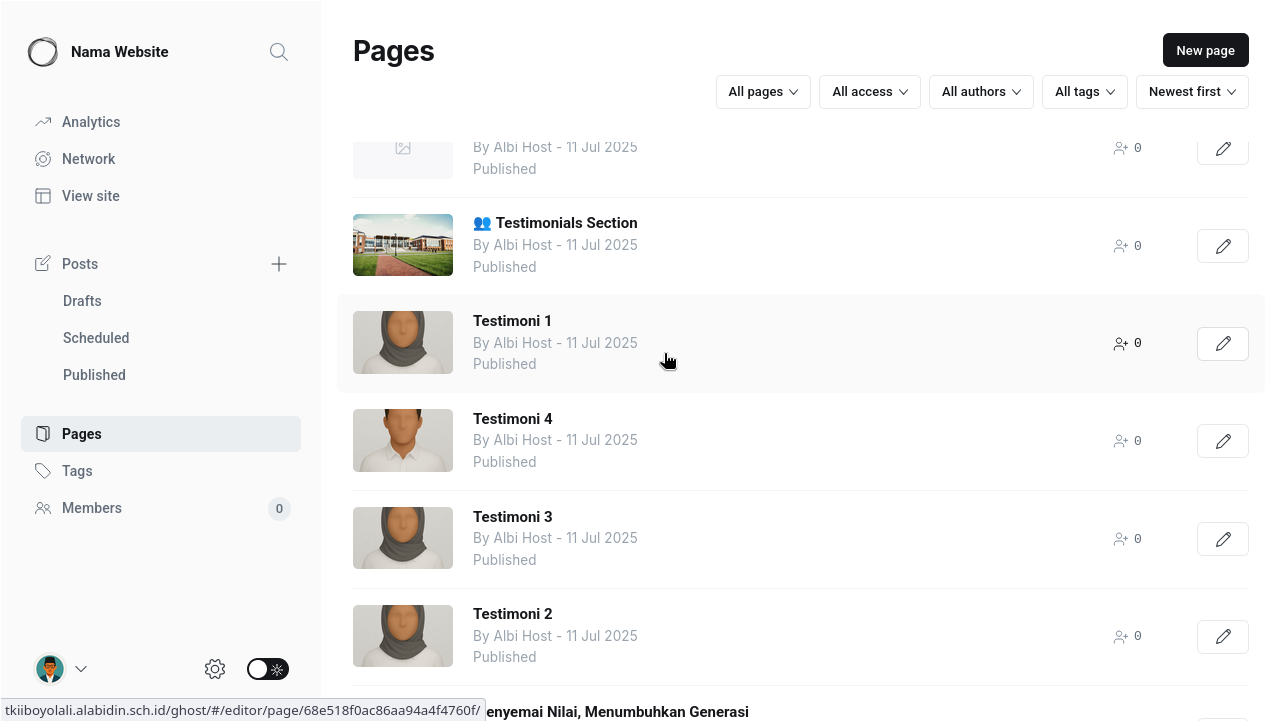 Nama Website
Analytics
Network
View site
Posts
Drafts
Scheduled
Published
Pages
Tags
Members
0
Pages
New page
All pages
All access
All authors
All tags
Newest first
By Albi Host - 11 Jul 2025
Published
0
👥 Testimonials Section
By Albi Host - 11 Jul 2025
Published
0
Testimoni 1
By Albi Host - 11 Jul 2025
Published
0
Testimoni 4
By Albi Host - 11 Jul 2025
Published
0
Testimoni 3
By Albi Host - 11 Jul 2025
Published
0
Testimoni 2
By Albi Host - 11 Jul 2025
Published
0
enyemai Nilai, Menumbuhkan Generasi
tkiiboyolali.alabidin.sch.id/ghost/#/editor/page/68e518f0ac86aa94a4f4760f/